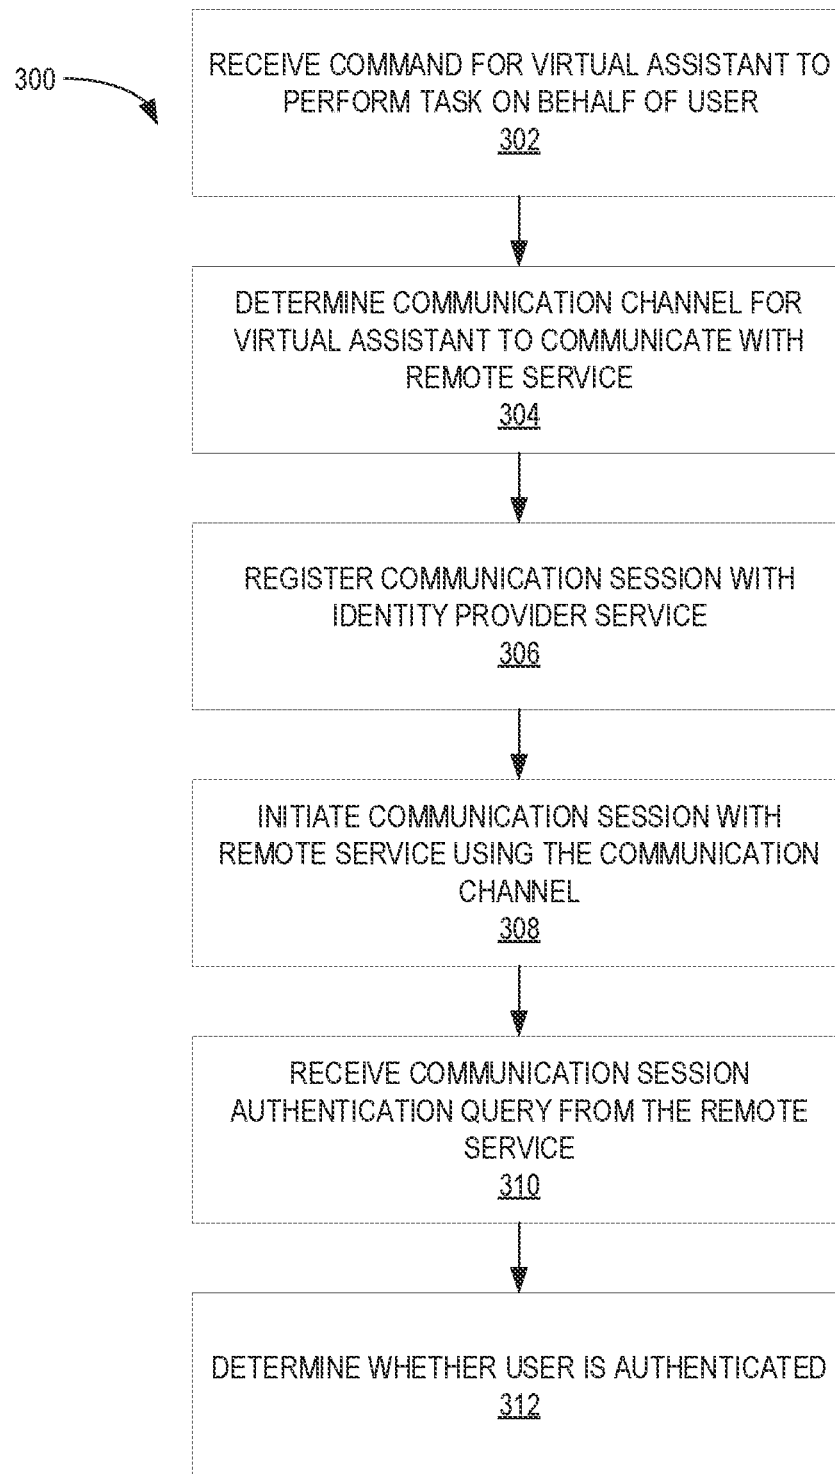 300
RECEIVE COMMAND FOR VIRTUAL ASSISTANT TO
PERFORM TASK ON BEHALF OF USER
302
DETERMINE COMMUNICATION CHANNEL FOR
VIRTUAL ASSISTANT TO COMMUNICATE WITH
REMOTE SERVICE
304
REGISTER COMMUNICATION SESSION WITH
IDENTITY PROVIDER SERVICE
306
INITIATE COMMUNICATION SESSION WITH
REMOTE SERVICE USING THE COMMUNICATION
CHANNEL
308
RECEIVE COMMUNICATION SESSION
AUTHENTICATION QUERY FROM THE REMOTE
SERVICE
310
DETERMINE WHETHER USER IS AUTHENTICATED
312